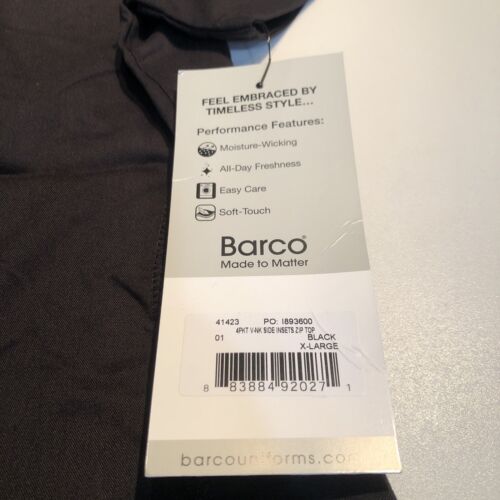 FEEL EMBRACED BY
TIMELESS STYLE...
Performance Features:
Moisture-Wicking
All-Day Freshness
Easy Care
Soft-Touch
Barco®
Made to Matter
41423 PO: I893600
4PKT V-NK SIDE INSETS ZIP TOP
01 BLACK
X-LARGE
8 83884 92027 1
barcouniforms.com